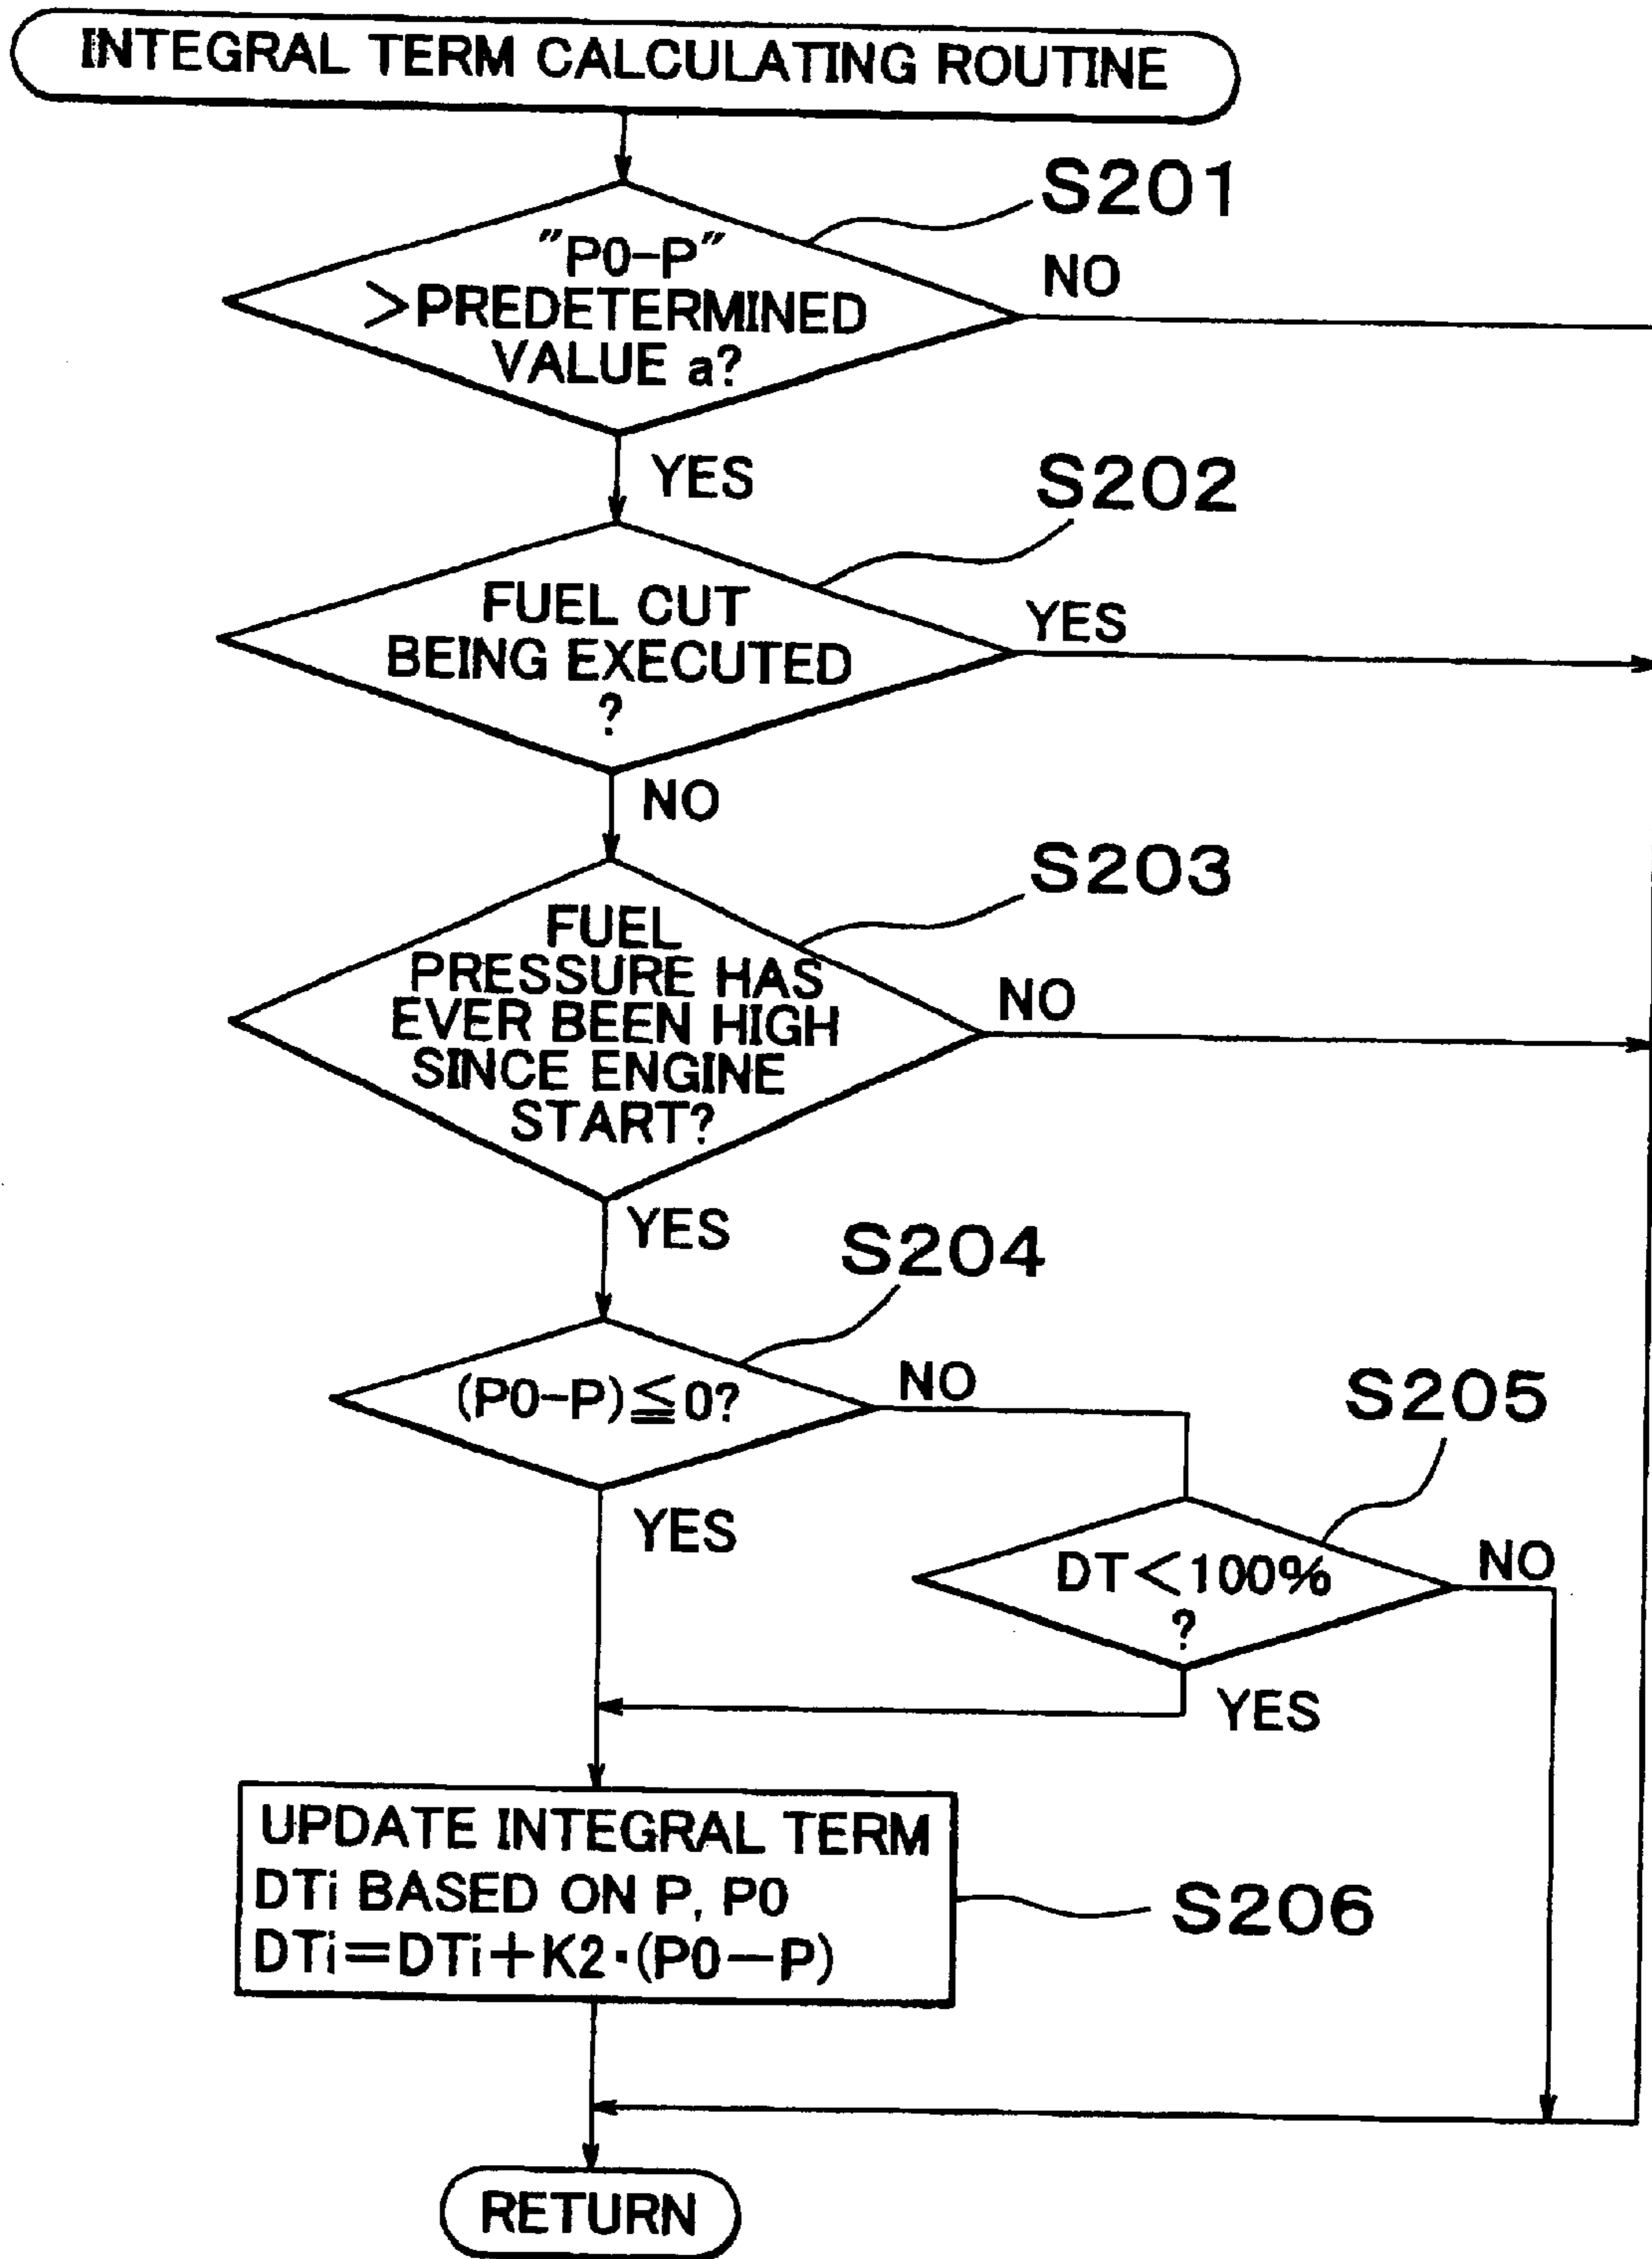 INTEGRAL TERM CALCULATING ROUTINE
S201
"P0-P"
>PREDETERMINED
VALUE a?
NO
YES
S202
FUEL CUT
BEING EXECUTED
?
YES
NO
S203
FUEL
PRESSURE HAS
EVER BEEN HIGH
SINCE ENGINE
START?
NO
YES
S204
(P0-P)≦0?
NO
YES
S205
DT<100%
?
NO
YES
UPDATE INTEGRAL TERM
DTi BASED ON P, P0
DTi=DTi+K2·(P0-P)
S206
RETURN